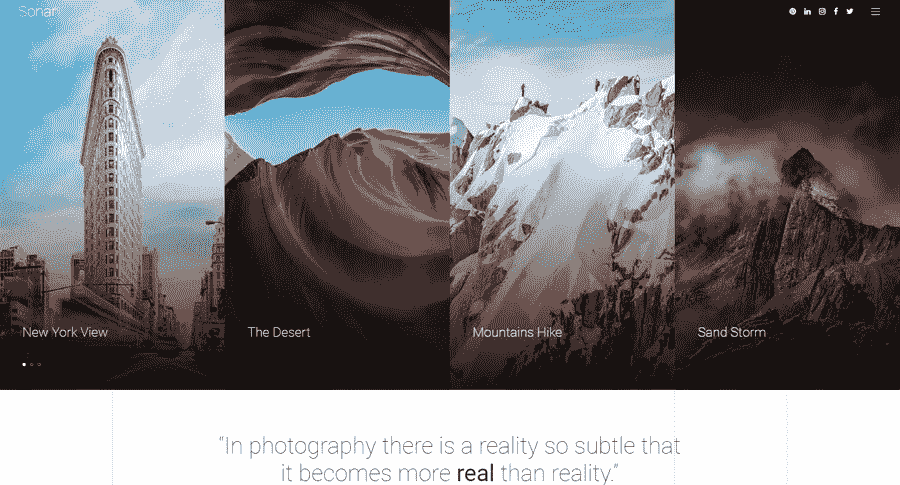 Sonar
New York View
The Desert
Mountains Hike
Sand Storm
“In photography there is a reality so subtle that
it becomes more real than reality.”